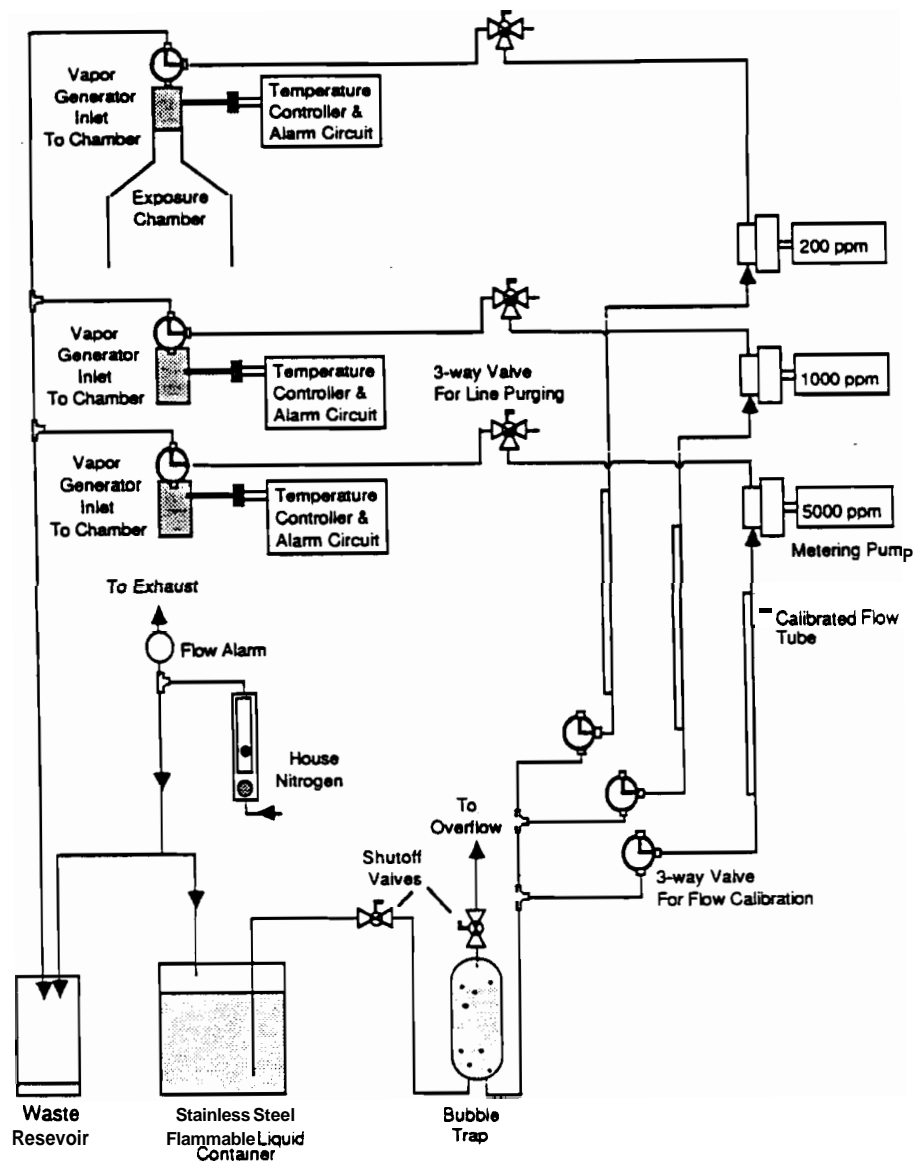 Vapor
Generator
Inlet
To Chamber
Temperature
Controller &
Alarm Circuit
Exposure
Chamber
200 ppm
Vapor
Generator
Inlet
To Chamber
Temperature
Controller &
Alarm Circuit
3-way Valve
For Line Purging
1000 ppm
Vapor
Generator
Inlet
To Chamber
Temperature
Controller &
Alarm Circuit
5000 ppm
Metering Pump
To Exhaust
Flow Alarm
Calibrated Flow
Tube
House
Nitrogen
To
Overflow
Shutoff
Valves
3-way Valve
For Flow Calibration
Waste
Resevoir
Stainless Steel
Flammable Liquid
Container
Bubble
Trap